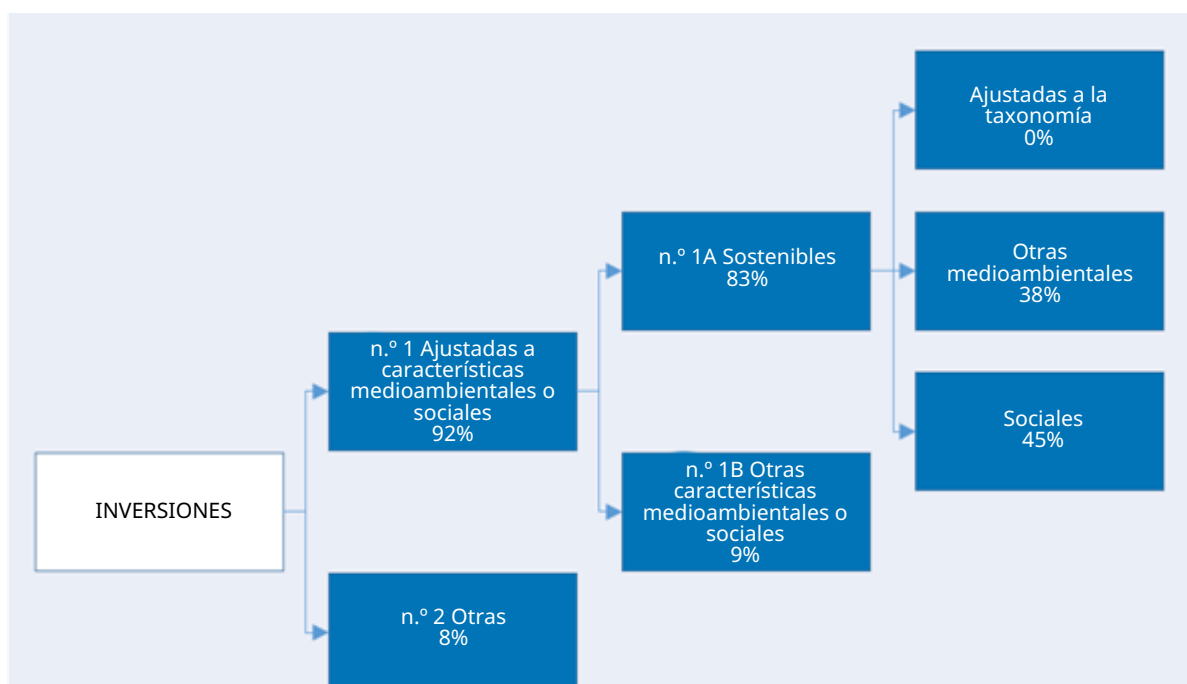 INVERSIONES
n.º 1 Ajustadas a
características
medioambientales o
sociales
92%
n.º 2 Otras
8%
n.º 1A Sostenibles
83%
n.º 1B Otras
características
medioambientales o
sociales
9%
Ajustadas a la
taxonomía
0%
Otras
medioambientales
38%
Sociales
45%